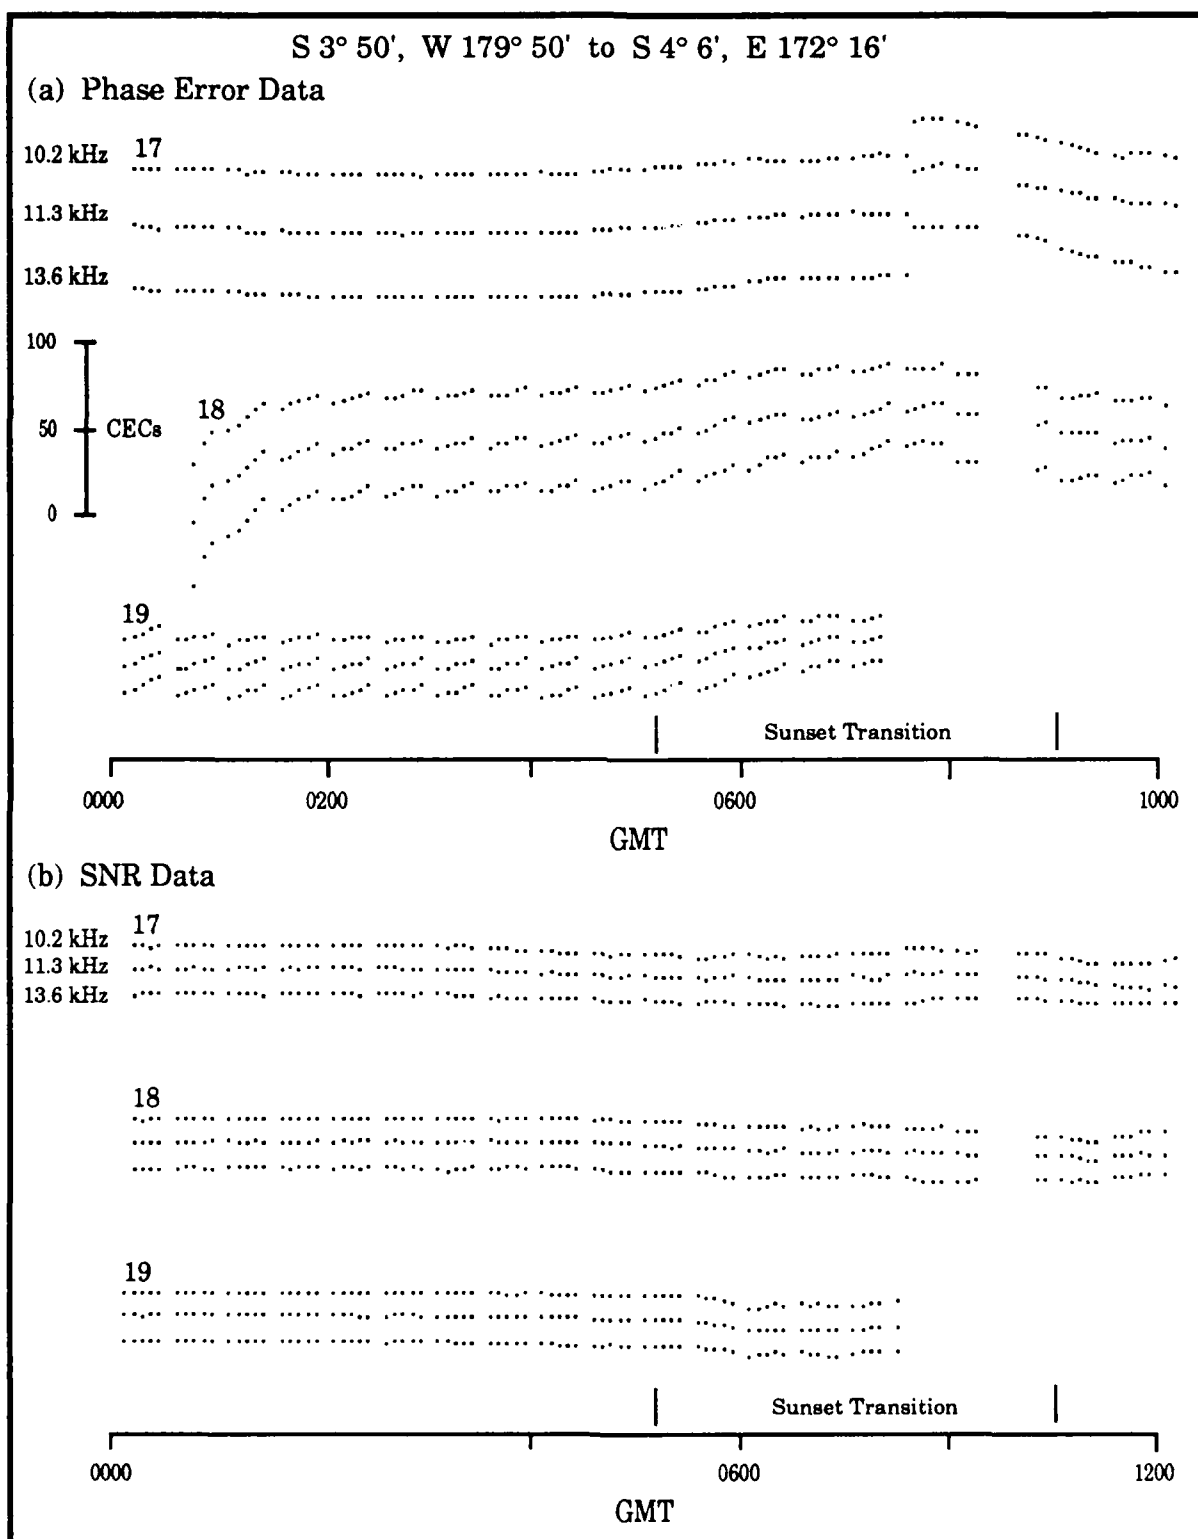 S 3° 50', W 179° 50' to S 4° 6', E 172° 16'
(a) Phase Error Data
10.2 kHz 17
11.3 kHz
13.6 kHz
100
50 CECs
0
18
19
Sunset Transition
0000 0200 0600 1000
GMT
(b) SNR Data
17
10.2 kHz
11.3 kHz
13.6 kHz
18
19
Sunset Transition
0000 0600 1200
GMT